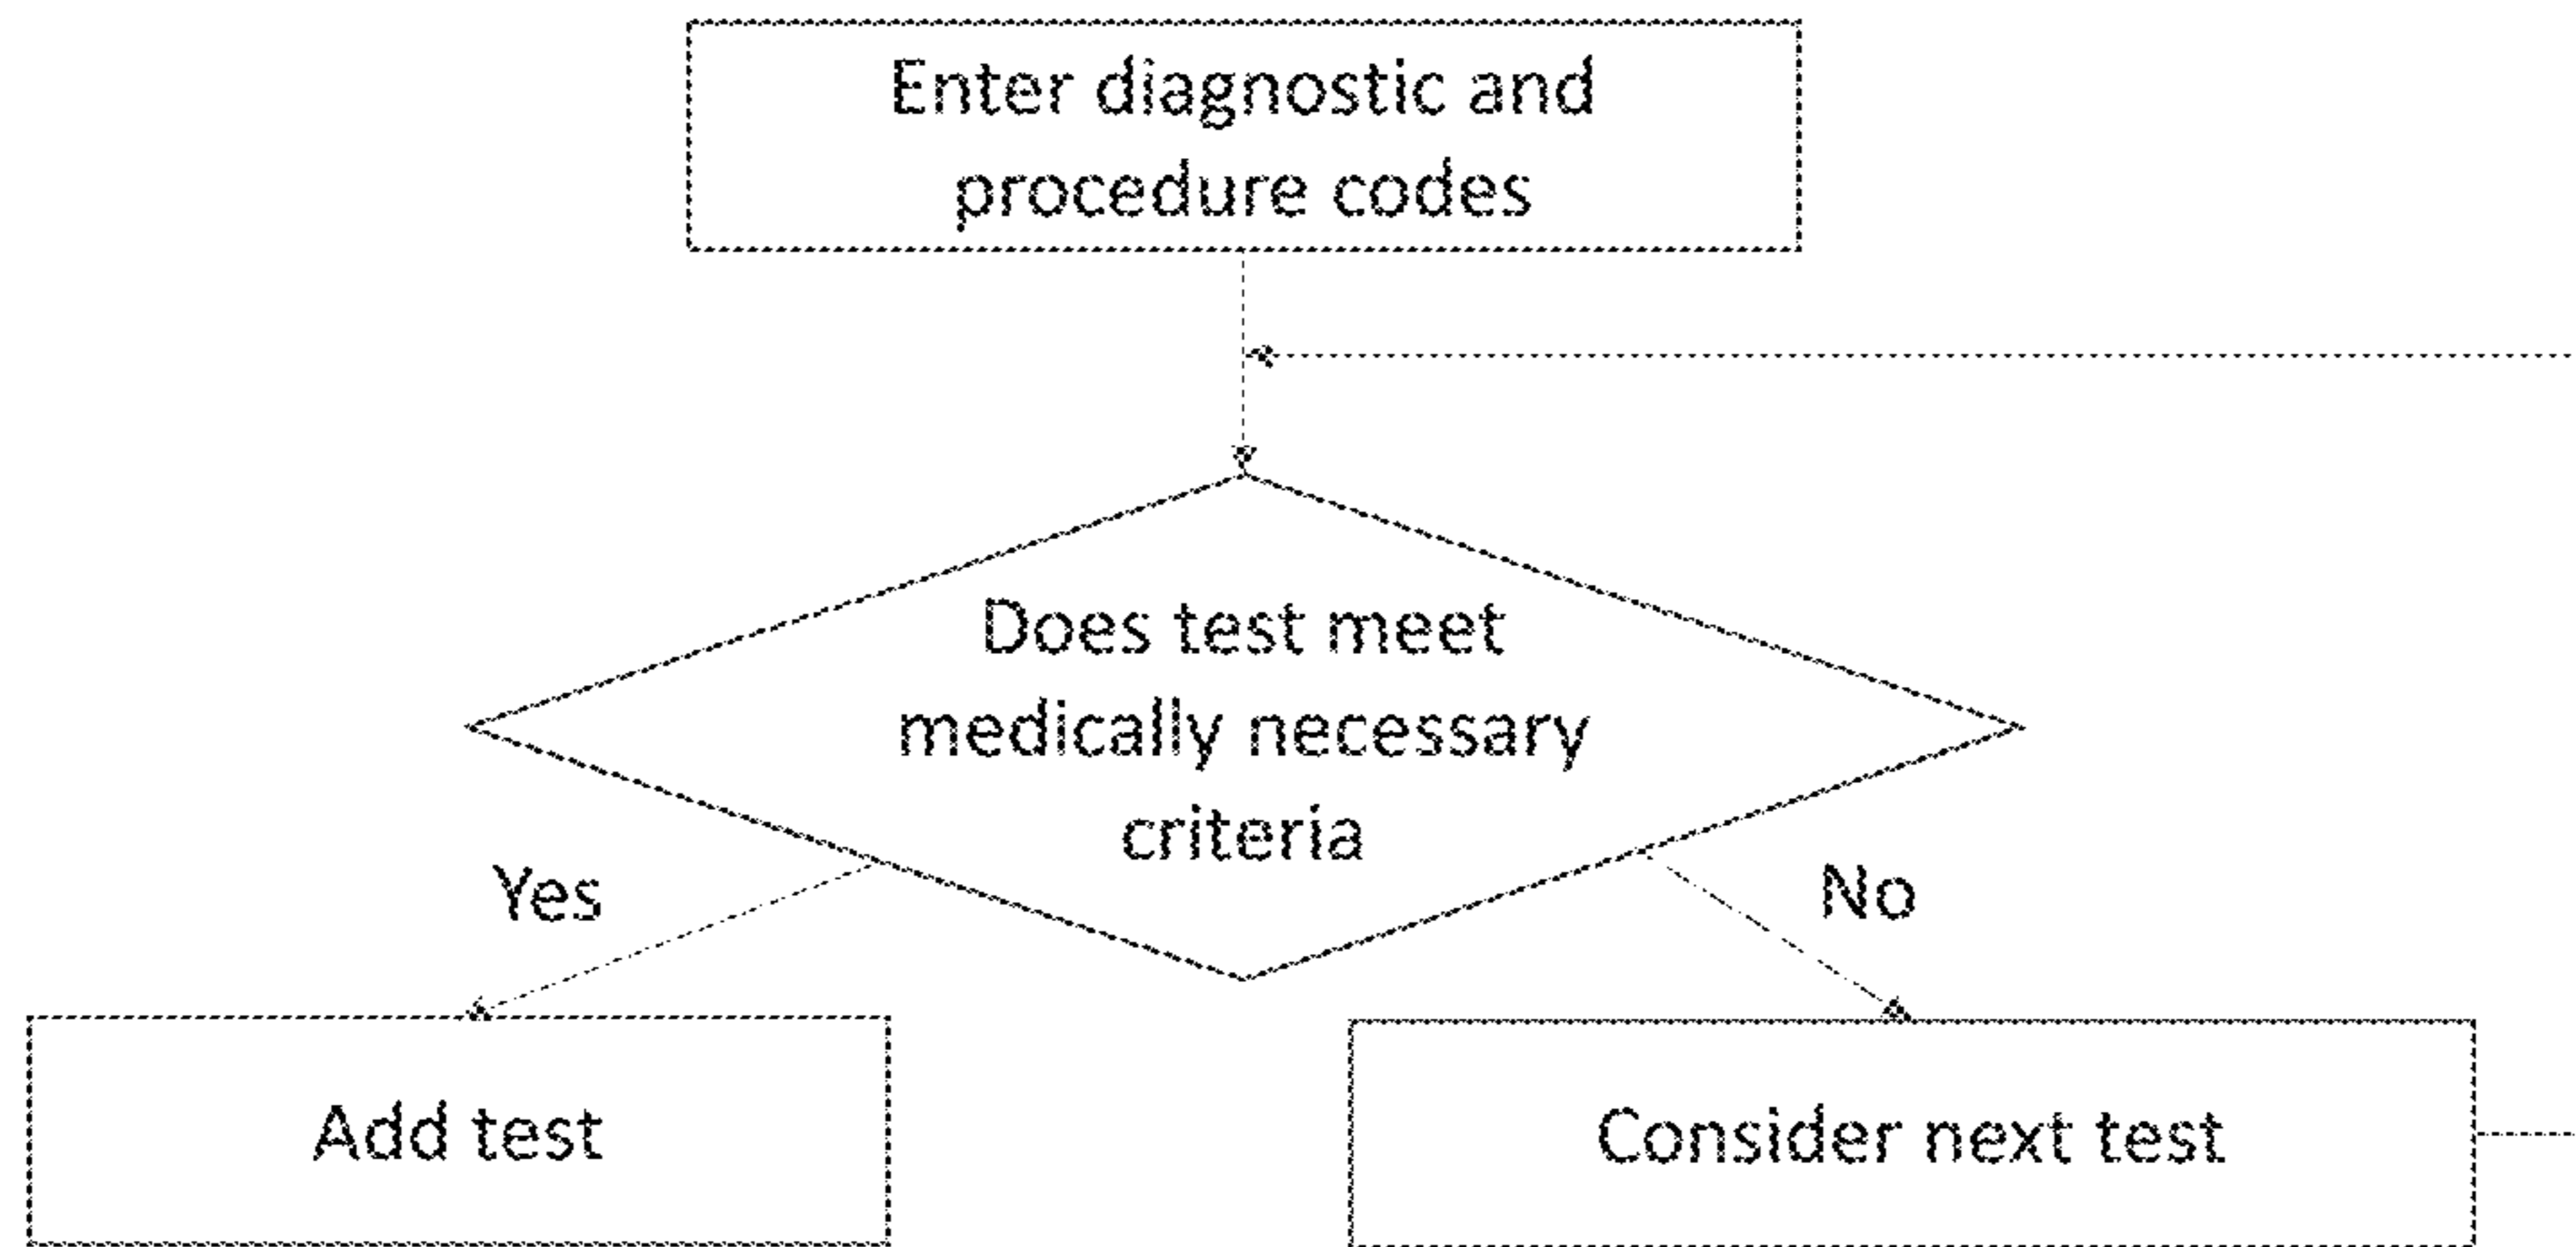 Enter diagnostic and
procedure codes
Does test meet
medically necessary
criteria
Yes
No
Add test
Consider next test